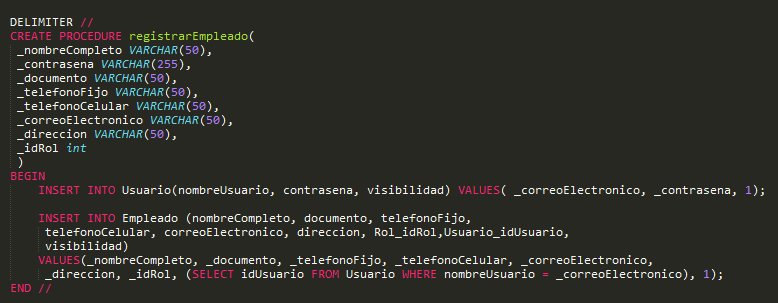 DELIMITER //
CREATE PROCEDURE registrarEmpleado(
_nombreCompleto VARCHAR(50),
_contrasena VARCHAR(255),
_documento VARCHAR(50),
_telefonoFijo VARCHAR(50),
_telefonoCelular VARCHAR(50),
_correoElectronico VARCHAR(50),
_direccion VARCHAR(50),
_idRol int
)
BEGIN
INSERT INTO Usuario(nombreUsuario, contrasena, visibilidad) VALUES( _correoElectronico, _contrasena, 1);
INSERT INTO Empleado (nombreCompleto, documento, telefonoFijo,
telefonoCelular, correoElectronico, direccion, Rol_idRol,Usuario_idUsuario,
visibilidad)
VALUES(_nombreCompleto, _documento, _telefonoFijo, _telefonoCelular, _correoElectronico,
_direccion, _idRol, (SELECT idUsuario FROM Usuario WHERE nombreUsuario = _correoElectronico), 1);
END //